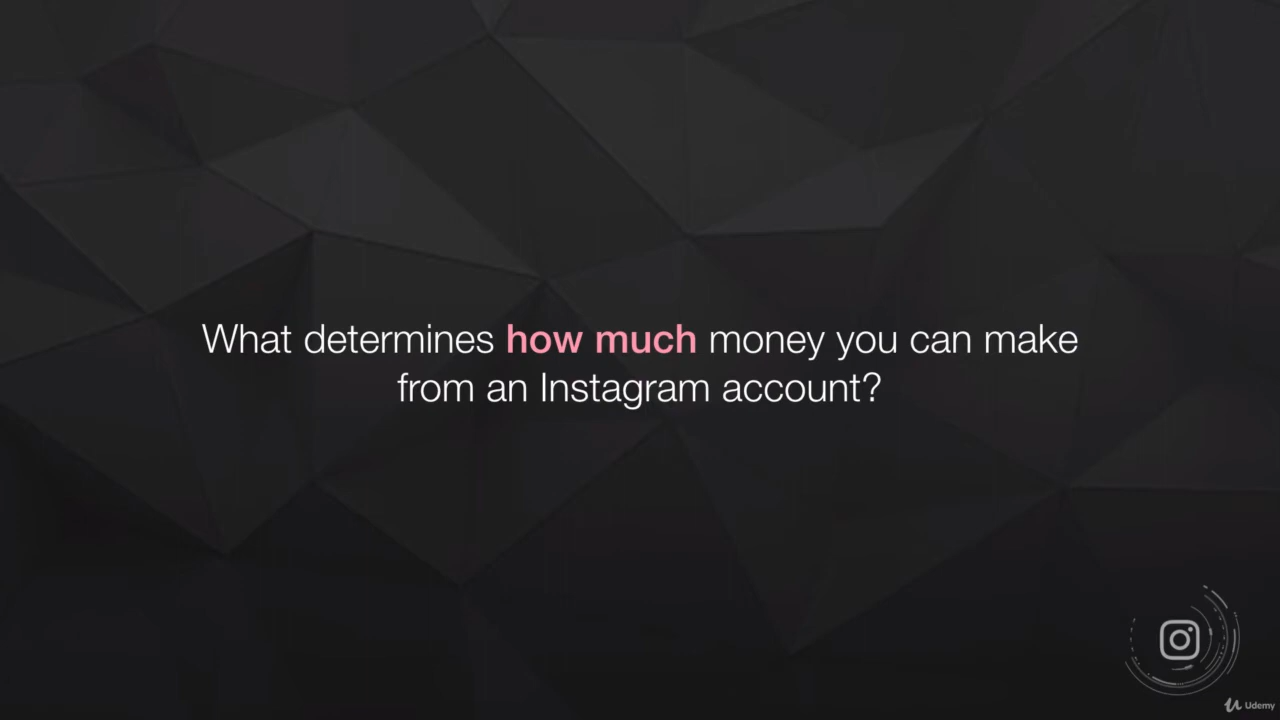 What determines how much money you can make
from an Instagram account?
Udemy